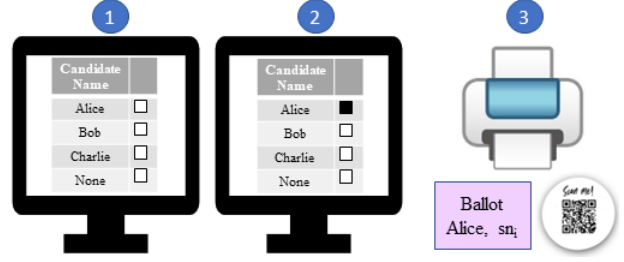 1
2
3
Candidate
Name
Alice
Bob
Charlie
None
Candidate
Name
Alice
Bob
Charlie
None
Ballot
Alice, snᵢ
Scan me!